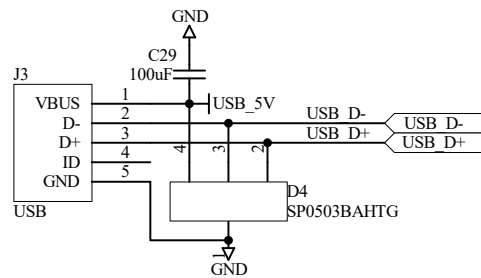 GND
C29
100uF
J3
VBUS 1 USB_5V
D- 2 USB_D- USB_D-
D+ 3 USB_D+ USB_D+
ID 4
GND 5
4 3 2
USB
D4
SP0503BAHTG
1
GND